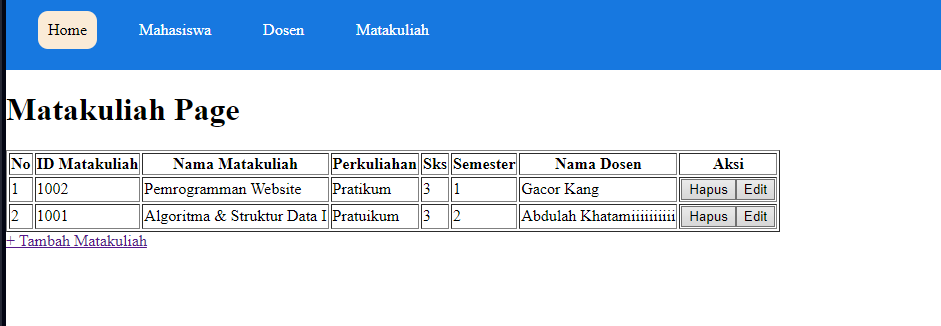 Home Mahasiswa Dosen Matakuliah
Matakuliah Page
No ID Matakuliah Nama Matakuliah Perkuliahan Sks Semester Nama Dosen Aksi
1 1002 Pemrogramman Website Pratikum 3 1 Gacor Kang Hapus Edit
2 1001 Algoritma & Struktur Data I Pratuikum 3 2 Abdulah Khatamiiiiiiiiii Hapus Edit
+ Tambah Matakuliah